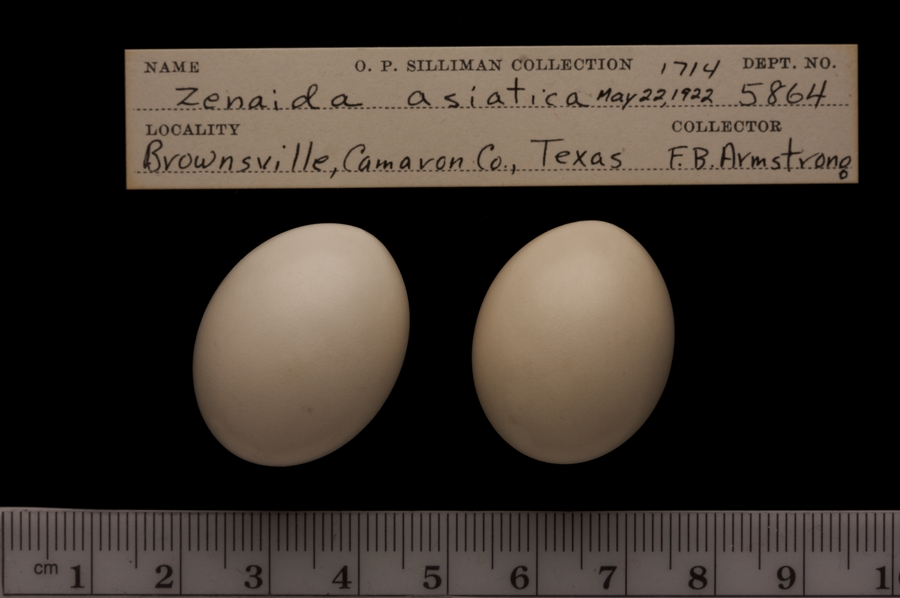 NAME O. P. SILLIMAN COLLECTION 1714 DEPT. NO.
Zenaida asiatica May 22, 1922 5864
LOCALITY COLLECTOR
Brownsville, Camaron Co., Texas F. B. Armstrong
cm 1 2 3 4 5 6 7 8 9 1